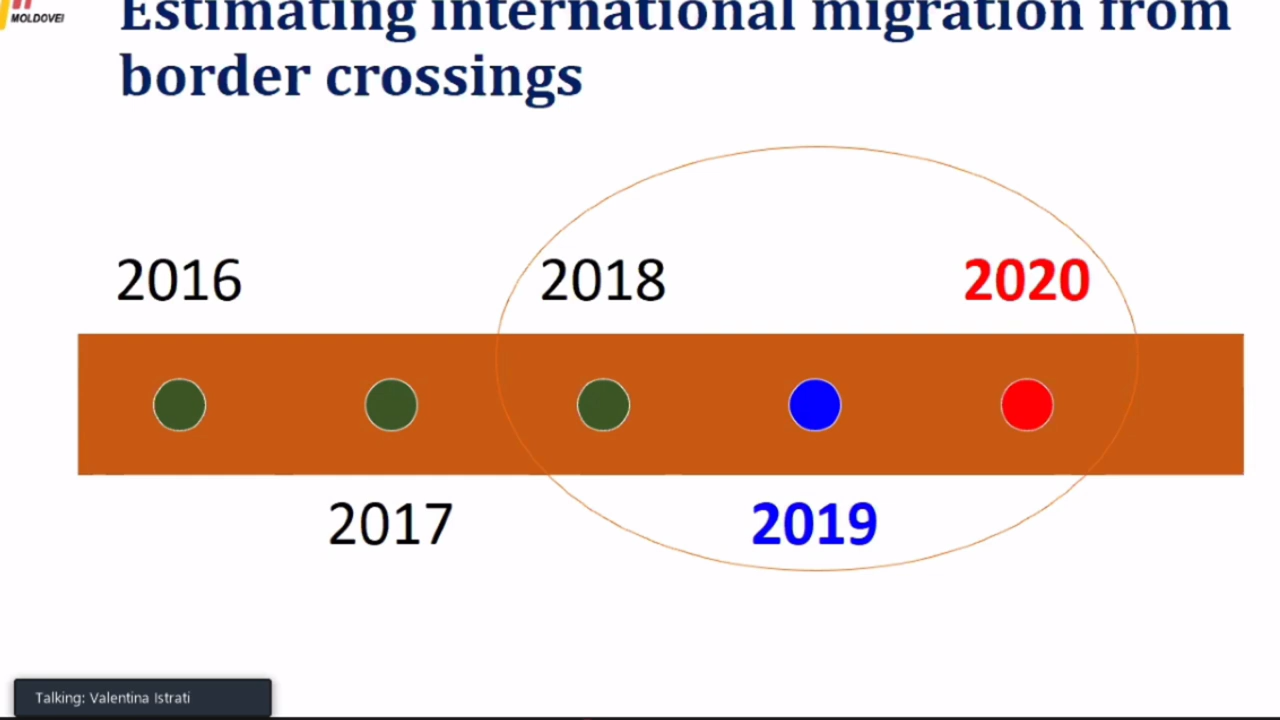 MOLDOVEI
Estimating international migration from
border crossings
2016
2018
2020
2017
2019
Talking: Valentina Istrati